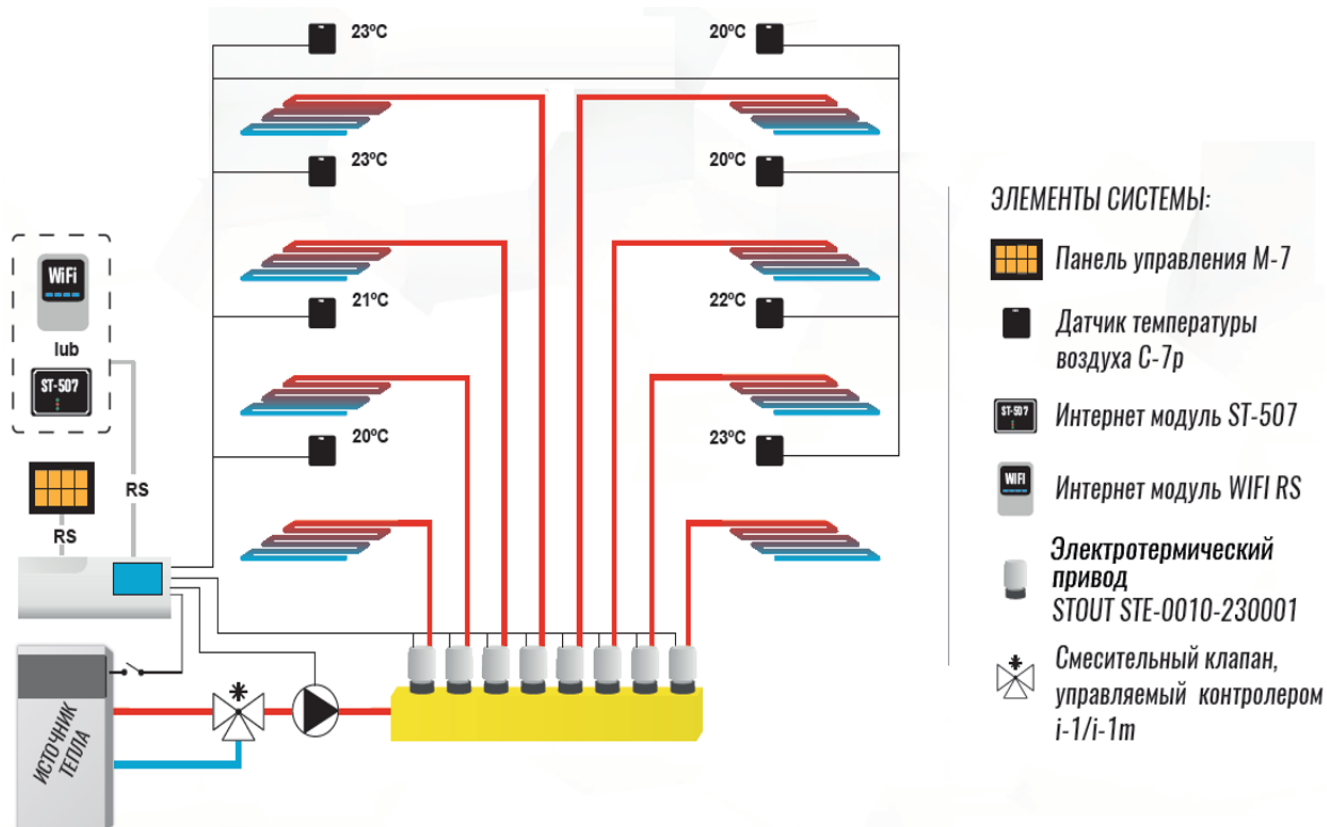 23ºC
20ºC
23ºC
20ºC
21ºC
22ºC
20ºC
23ºC
WiFi
lub
ST-507
RS
RS
ИСТОЧНИК
ТЕПЛА
ЭЛЕМЕНТЫ СИСТЕМЫ:
Панель управления М-7
Датчик температуры
воздуха С-7р
ST-507
Интернет модуль ST-507
WIFI
Интернет модуль WIFI RS
Электротермический
привод
STOUT STE-0010-230001
Смесительный клапан,
управляемый контролером
i-1/i-1m